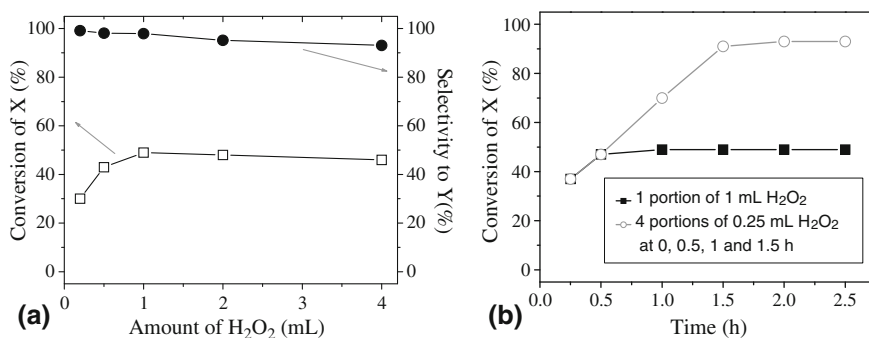 100
80
60
40
20
0
Conversion of X (%)
100
80
60
40
20
0
Selectivity to Y(%)
0
1
2
3
4
Amount of H₂O₂ (mL)
(a)
100
80
60
40
20
0
Conversion of X (%)
1 portion of 1 mL H₂O₂
4 portions of 0.25 mL H₂O₂
at 0, 0.5, 1 and 1.5 h
0.0
0.5
1.0
1.5
2.0
2.5
Time (h)
(b)